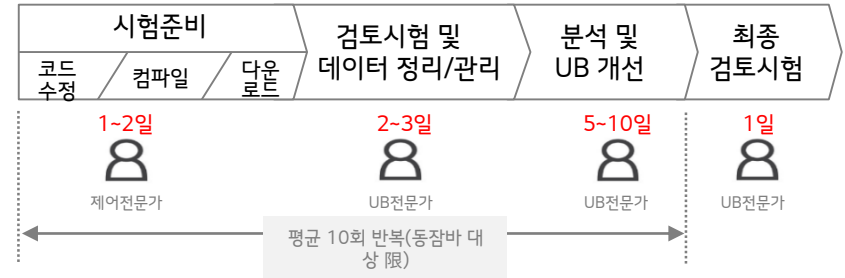 시험준비
코드
수정
컴파일
다운
로드
검토시험 및
데이터 정리/관리
분석 및
UB 개선
최종
검토시험
1~2일
2~3일
5~10일
1일
제어전문가
UB전문가
UB전문가
UB전문가
평균 10회 반복(동잠바 대
상 限)